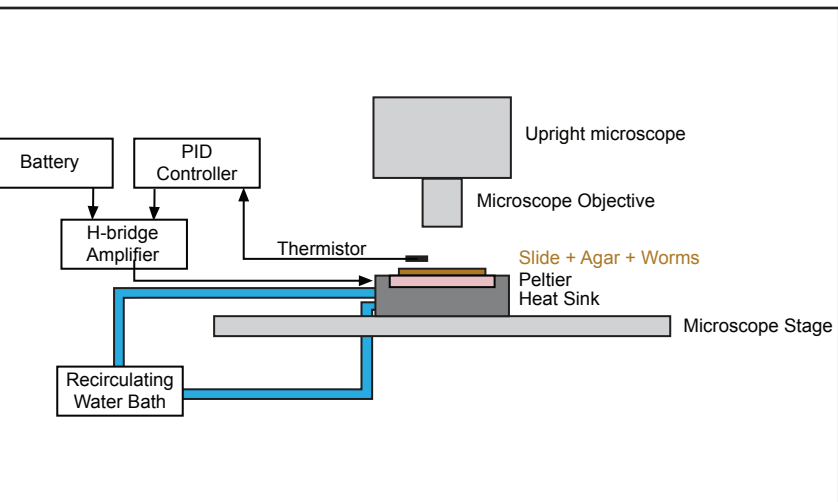 Battery
PID
Controller
Upright microscope
Microscope Objective
H-bridge
Amplifier
Thermistor
Slide + Agar + Worms
Peltier
Heat Sink
Microscope Stage
Recirculating
Water Bath